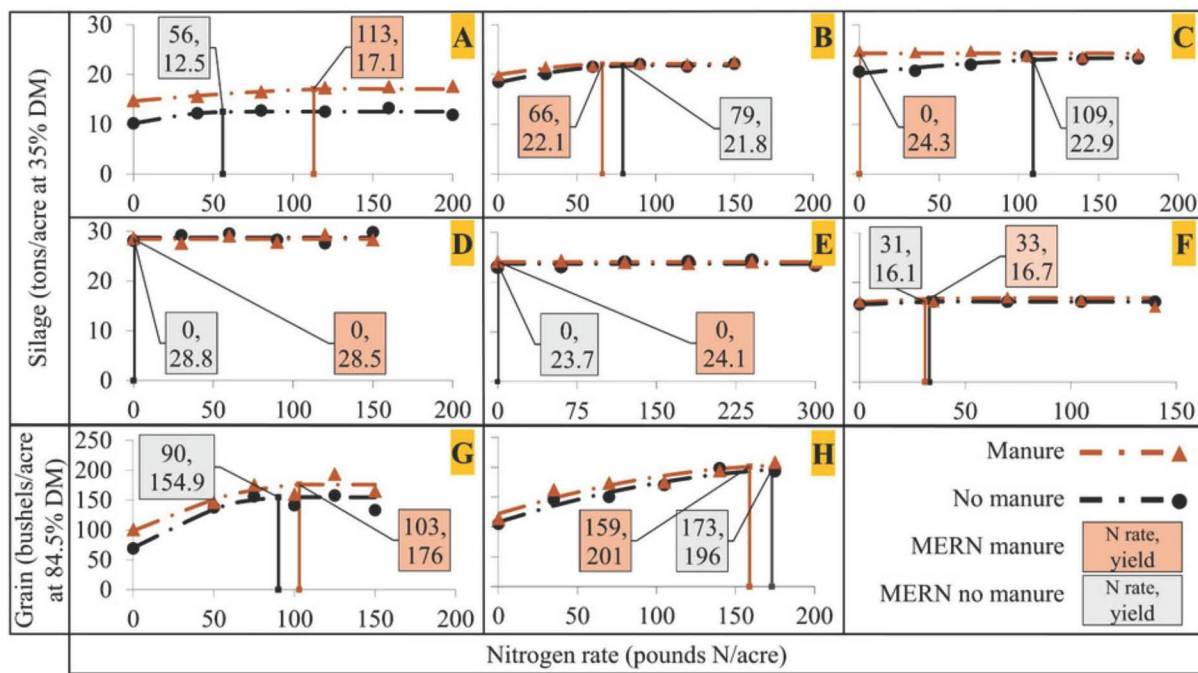 Silage (tons/acre at 35% DM)
30
20
10
0
56,
12.5
113,
17.1
A
0 50 100 150 200
B
66,
22.1
79,
21.8
0 50 100 150 200
C
0,
24.3
109,
22.9
0 50 100 150
30
20
10
0
D
0,
28.8
0,
28.5
0 50 100 150 200
E
0,
23.7
0,
24.1
0 75 150 225 300
F
31,
16.1
33,
16.7
0 50 100 150
Grain (bushels/acre
at 84.5% DM)
250
200
150
100
50
0
G
90,
154.9
103,
176
0 50 100 150 200
H
159,
201
173,
196
0 50 100 150 200
Manure
No manure
MERN manure
N rate,
yield
MERN no manure
N rate,
yield
Nitrogen rate (pounds N/acre)